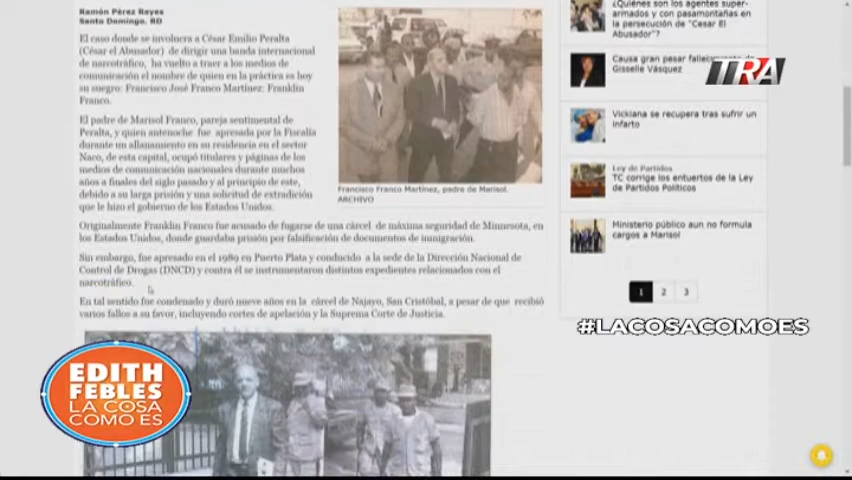 Ramón Pérez Reyes
Santo Domingo, RD
El caso donde se involucra a César Emilio Peralta
(César el Abusador) de dirigir una banda internacional
de narcotráfico, ha vuelto a traer a los medios de
comunicación el nombre de quien en la práctica es hoy
su suegro: Francisco José Franco Martínez: Franklin
Franco.
El padre de Marisol Franco, pareja sentimental de
Peralta, y quien antenoche fue apresada por la Fiscalía
durante un allanamiento en su residencia en el sector
Naco, de esta capital, ocupó titulares y páginas de los
medios de comunicación nacionales durante muchos
años a finales del siglo pasado y al principio de este,
debido a su larga prisión y una solicitud de extradición
que le hizo el gobierno de los Estados Unidos.
Francisco Franco Martínez, padre de Marisol.
ARCHIVO
Originalmente Franklin Franco fue acusado de fugarse de una cárcel de máxima seguridad de Minnesota, en
los Estados Unidos, donde guardaba prisión por falsificación de documentos de inmigración.
Sin embargo, fue apresado en el 1989 en Puerto Plata y conducido a la sede de la Dirección Nacional de
Control de Drogas (DNCD) y contra él se instrumentaron distintos expedientes relacionados con el
narcotráfico.
En tal sentido fue condenado y duró nueve años en la cárcel de Najayo, San Cristóbal, a pesar de que recibió
varios fallos a su favor, incluyendo cortes de apelación y la Suprema Corte de Justicia.
¿Quiénes son los agentes super-
armados y con pasamontañas en
la persecución de "Cesar El
Abusador"?
Causa gran pesar fallecimiento de
Gisselle Vásquez
TRA
Vickiana se recupera tras sufrir un
infarto
Ley de Partidos
TC corrige los entuertos de la Ley
de Partidos Políticos
Ministerio público aun no formula
cargos a Marisol
1 2 3
#LACOSACOMOES
EDITH
FEBLES
LA COSA
COMO ES